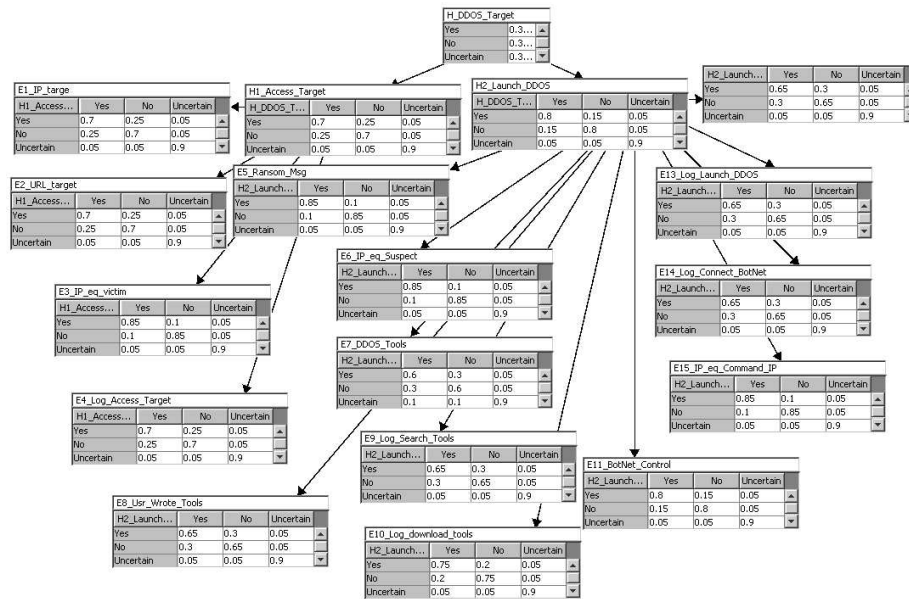 H_DDOS_Target
Yes 0.3...
No 0.3...
Uncertain 0.3...
E1_IP_targe
H1_Access... Yes No Uncertain
Yes 0.7 0.25 0.05
No 0.25 0.7 0.05
Uncertain 0.05 0.05 0.9
H1_Access_Target
H_DDOS_T... Yes No Uncertain
Yes 0.7 0.25 0.05
No 0.25 0.7 0.05
Uncertain 0.05 0.05 0.9
H2_Launch_DDOS
H_DDOS_T... Yes No Uncertain
Yes 0.8 0.15 0.05
No 0.15 0.8 0.05
Uncertain 0.05 0.05 0.9
H2_Launch... Yes No Uncertain
Yes 0.65 0.3 0.05
No 0.3 0.65 0.05
Uncertain 0.05 0.05 0.9
E2_URL_target
H1_Access... Yes No Uncertain
Yes 0.7 0.25 0.05
No 0.25 0.7 0.05
Uncertain 0.05 0.05 0.9
E5_Ransom_Msg
H2_Launch... Yes No Uncertain
Yes 0.85 0.1 0.05
No 0.1 0.85 0.05
Uncertain 0.05 0.05 0.9
E13_Log_Launch_DDOS
H2_Launch... Yes No Uncertain
Yes 0.65 0.3 0.05
No 0.3 0.65 0.05
Uncertain 0.05 0.05 0.9
E6_IP_eq_Suspect
H2_Launch... Yes No Uncertain
Yes 0.85 0.1 0.05
No 0.1 0.85 0.05
Uncertain 0.05 0.05 0.9
E14_Log_Connect_BotNet
H2_Launch... Yes No Uncertain
Yes 0.65 0.3 0.05
No 0.3 0.65 0.05
Uncertain 0.05 0.05 0.9
E3_IP_eq_victim
H1_Access... Yes No Uncertain
Yes 0.85 0.1 0.05
No 0.1 0.85 0.05
Uncertain 0.05 0.05 0.9
E7_DDOS_Tools
H2_Launch... Yes No Uncertain
Yes 0.6 0.3 0.05
No 0.3 0.6 0.05
Uncertain 0.1 0.1 0.9
E15_IP_eq_Command_IP
H2_Launch... Yes No Uncertain
Yes 0.85 0.1 0.05
No 0.1 0.85 0.05
Uncertain 0.05 0.05 0.9
E4_Log_Access_Target
H1_Access... Yes No Uncertain
Yes 0.7 0.25 0.05
No 0.25 0.7 0.05
Uncertain 0.05 0.05 0.9
E9_Log_Search_Tools
H2_Launch... Yes No Uncertain
Yes 0.65 0.3 0.05
No 0.3 0.65 0.05
Uncertain 0.05 0.05 0.9
E11_BotNet_Control
H2_Launch... Yes No Uncertain
Yes 0.8 0.15 0.05
No 0.15 0.8 0.05
Uncertain 0.05 0.05 0.9
E8_Usr_Wrote_Tools
H2_Launch... Yes No Uncertain
Yes 0.65 0.3 0.05
No 0.3 0.65 0.05
Uncertain 0.05 0.05 0.9
E10_Log_download_tools
H2_Launch... Yes No Uncertain
Yes 0.75 0.2 0.05
No 0.2 0.75 0.05
Uncertain 0.05 0.05 0.9